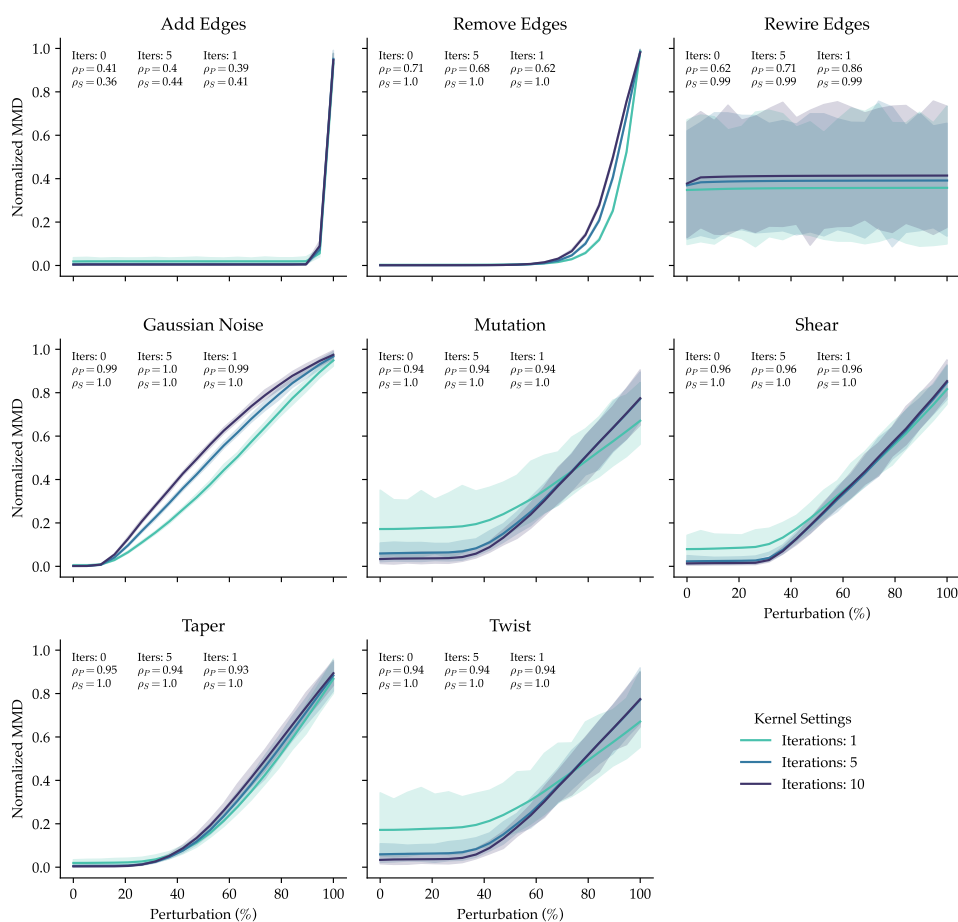 Add Edges
Remove Edges
Rewire Edges
Normalized MMD
1.0
0.8
0.6
0.4
0.2
0.0
Iters: 0 Iters: 5 Iters: 1
ρP = 0.41 ρP = 0.4 ρP = 0.39
ρS = 0.36 ρS = 0.44 ρS = 0.41
Iters: 0 Iters: 5 Iters: 1
ρP = 0.71 ρP = 0.68 ρP = 0.62
ρS = 1.0 ρS = 1.0 ρS = 1.0
Iters: 0 Iters: 5 Iters: 1
ρP = 0.62 ρP = 0.71 ρP = 0.86
ρS = 0.99 ρS = 0.99 ρS = 0.99
Gaussian Noise
Mutation
Shear
Normalized MMD
1.0
0.8
0.6
0.4
0.2
0.0
Iters: 0 Iters: 5 Iters: 1
ρP = 0.99 ρP = 1.0 ρP = 0.99
ρS = 1.0 ρS = 1.0 ρS = 1.0
Iters: 0 Iters: 5 Iters: 1
ρP = 0.94 ρP = 0.94 ρP = 0.94
ρS = 1.0 ρS = 1.0 ρS = 1.0
Iters: 0 Iters: 5 Iters: 1
ρP = 0.96 ρP = 0.96 ρP = 0.96
ρS = 1.0 ρS = 1.0 ρS = 1.0
0 20 40 60 80 100
Perturbation (%)
Taper
Twist
Normalized MMD
1.0
0.8
0.6
0.4
0.2
0.0
Iters: 0 Iters: 5 Iters: 1
ρP = 0.95 ρP = 0.94 ρP = 0.93
ρS = 1.0 ρS = 1.0 ρS = 1.0
Iters: 0 Iters: 5 Iters: 1
ρP = 0.94 ρP = 0.94 ρP = 0.94
ρS = 1.0 ρS = 1.0 ρS = 1.0
0 20 40 60 80 100
Perturbation (%)
0 20 40 60 80 100
Perturbation (%)
Kernel Settings
Iterations: 1
Iterations: 5
Iterations: 10